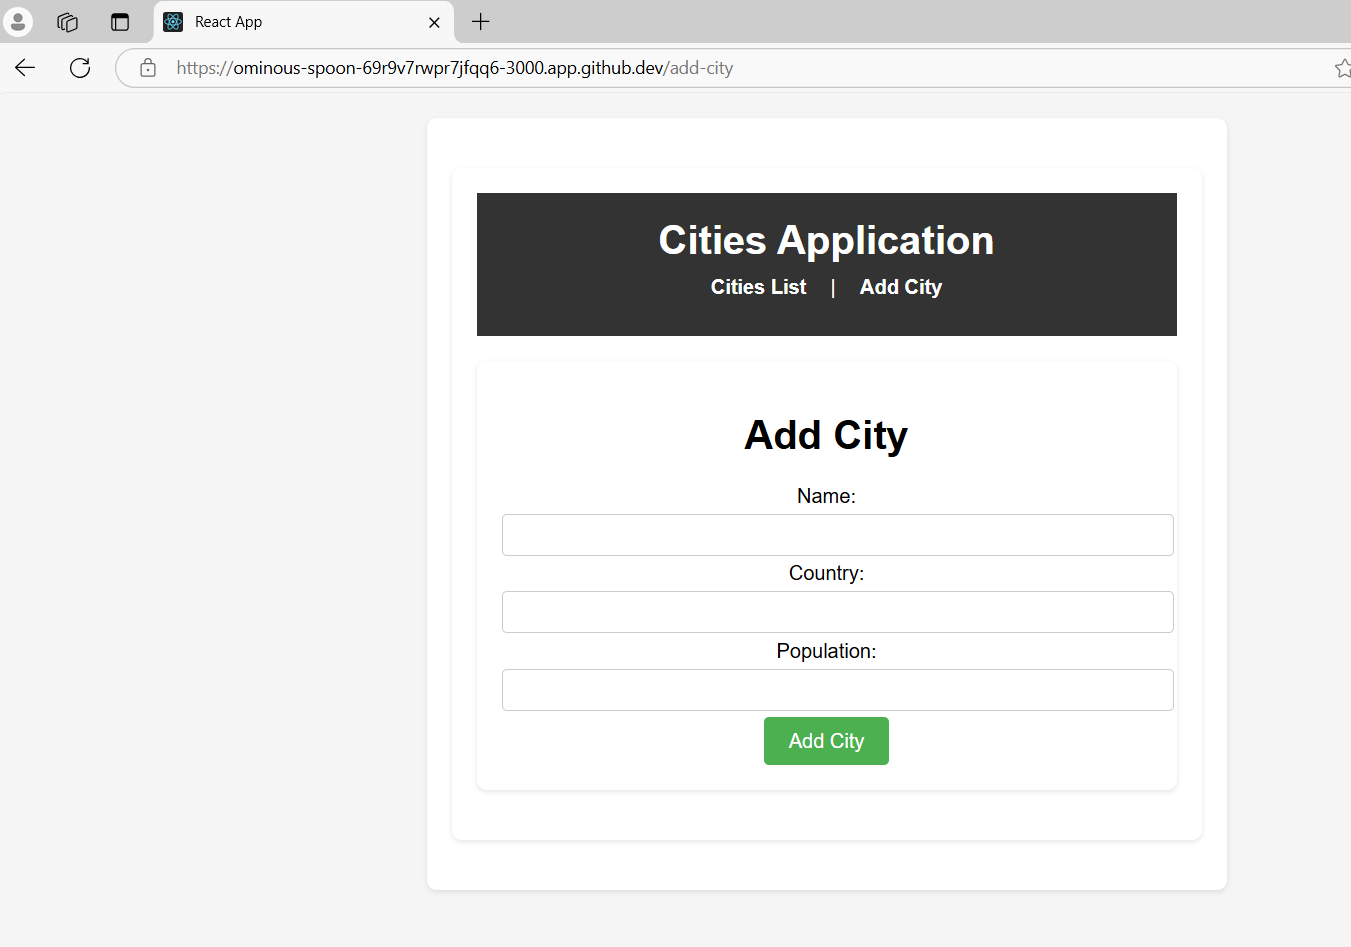 React App
https://ominous-spoon-69r9v7rwpr7jfqq6-3000.app.github.dev/add-city
Cities Application
Cities List | Add City
Add City
Name:
Country:
Population:
Add City